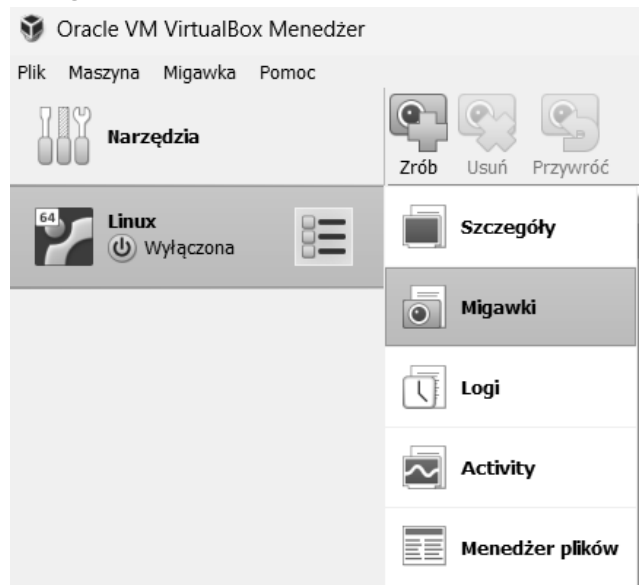 Oracle VM VirtualBox Menedżer
Plik Maszyna Migawka Pomoc
Narzędzia
Zrób Usuń Przywróć
64
Linux
Wyłączona
Szczegóły
Migawki
Logi
Activity
Menedżer plików